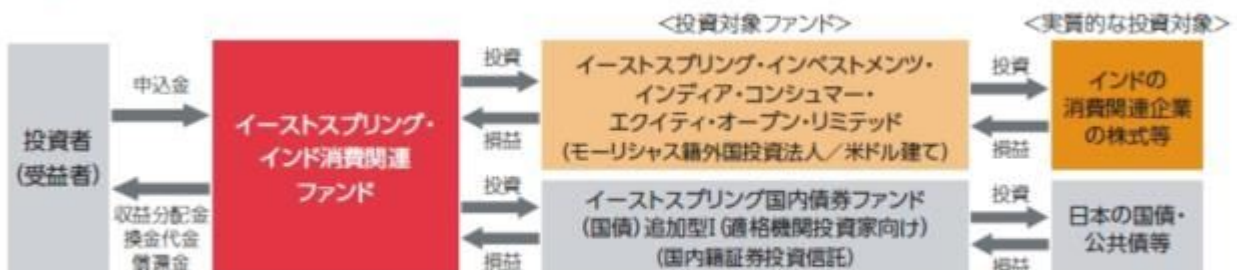 <投資対象ファンド>
<実質的な投資対象>
投資者
(受益者)
申込金
収益分配金
換金代金
償還金
イーストスプリング・
インド消費関連
ファンド
投資
損益
イーストスプリング・インベストメンツ・
インディア・コンシュマー・
エクイティ・オープン・リミテッド
(モーリシャス籍外国投資法人/米ドル建て)
投資
損益
インドの
消費関連企業
の株式等
投資
損益
イーストスプリング国内債券ファンド
(国債)追加型I(適格機関投資家向け)
(国内籍証券投資信託)
投資
損益
日本の国債・
公共債等